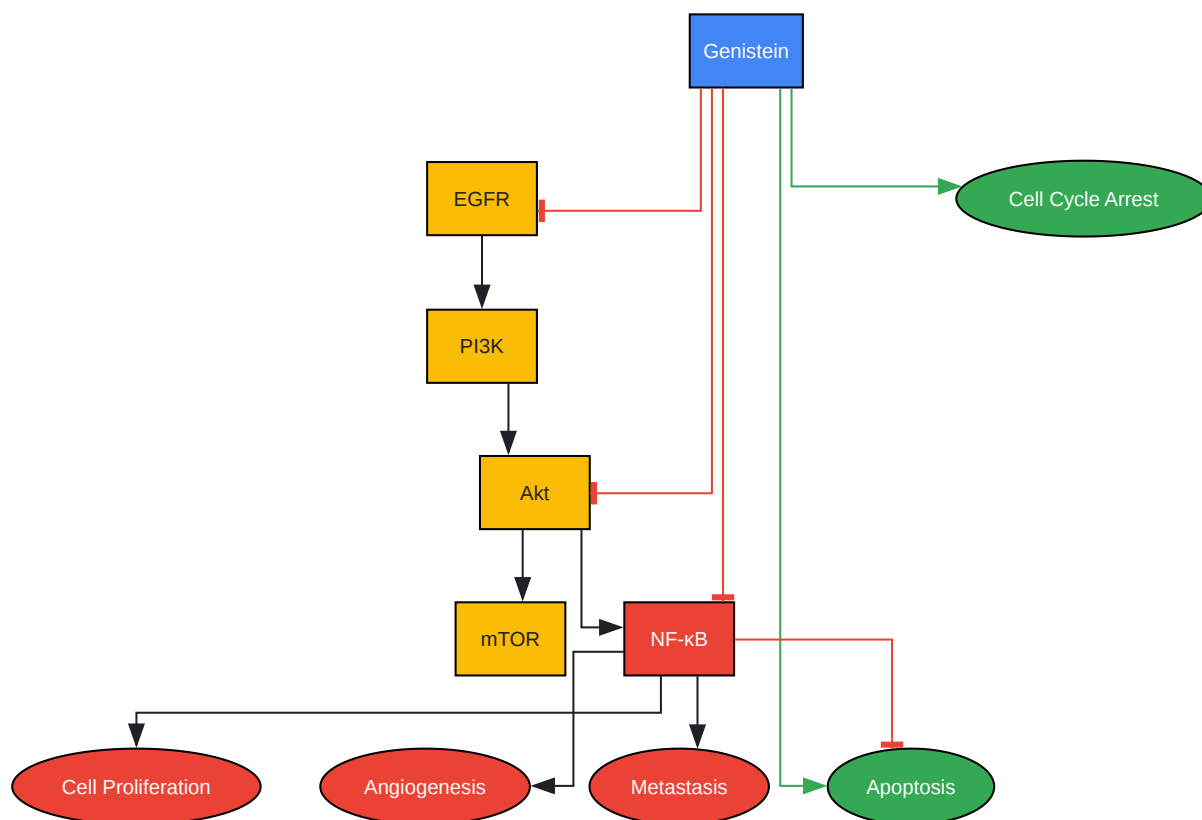 Genistein
EGFR
Cell Cycle Arrest
PI3K
Akt
mTOR
NF-κB
Cell Proliferation
Angiogenesis
Metastasis
Apoptosis